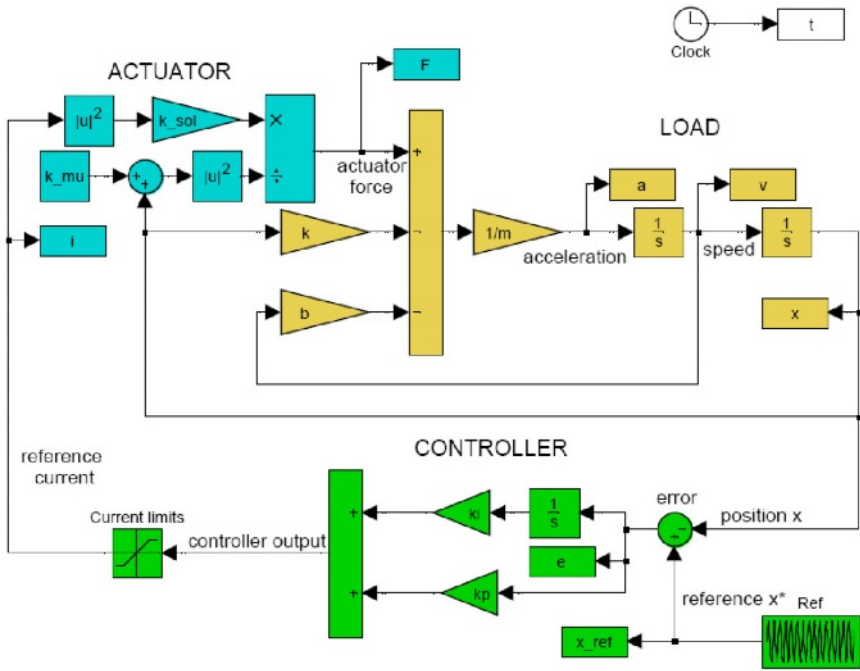 t
Clock
ACTUATOR
F
|u|²
k_sol
×
LOAD
k_mu
+
+
|u|²
÷
actuator
force
+
a
v
i
k
−
1/m
acceleration
1
s
speed
1
s
b
−
x
reference
current
CONTROLLER
Current limits
controller output
+
ki
1
s
error
−
position x
e
+
kp
reference x*
Ref
x_ref